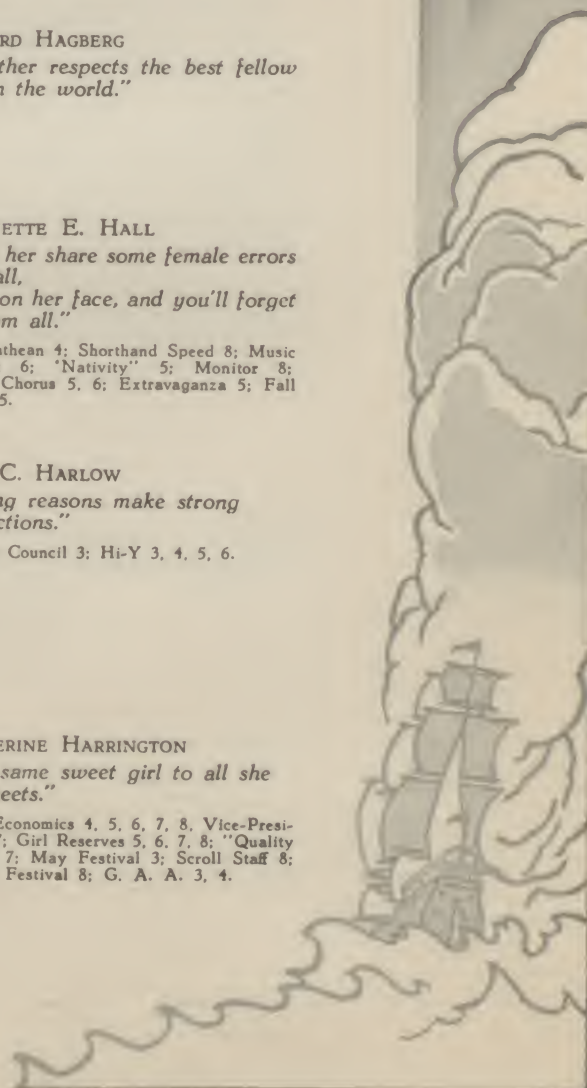 RD HAGBERG
ther respects the best fellow
n the world."
ETTE E. HALL
her share some female errors
all,
on her face, and you'll forget
m all."
athean 4; Shorthand Speed 8; Music
6; "Nativity" 5; Monitor 8;
Chorus 5, 6; Extravaganza 5; Fall
5.
C. HARLOW
ng reasons make strong
ctions."
Council 3; Hi-Y 3, 4, 5, 6.
ERINE HARRINGTON
same sweet girl to all she
eets."
Economics 4, 5, 6, 7, 8, Vice-Presi-
7; Girl Reserves 5, 6, 7, 8; "Quality
7; May Festival 3; Scroll Staff 8;
Festival 8; G. A. A. 3, 4.